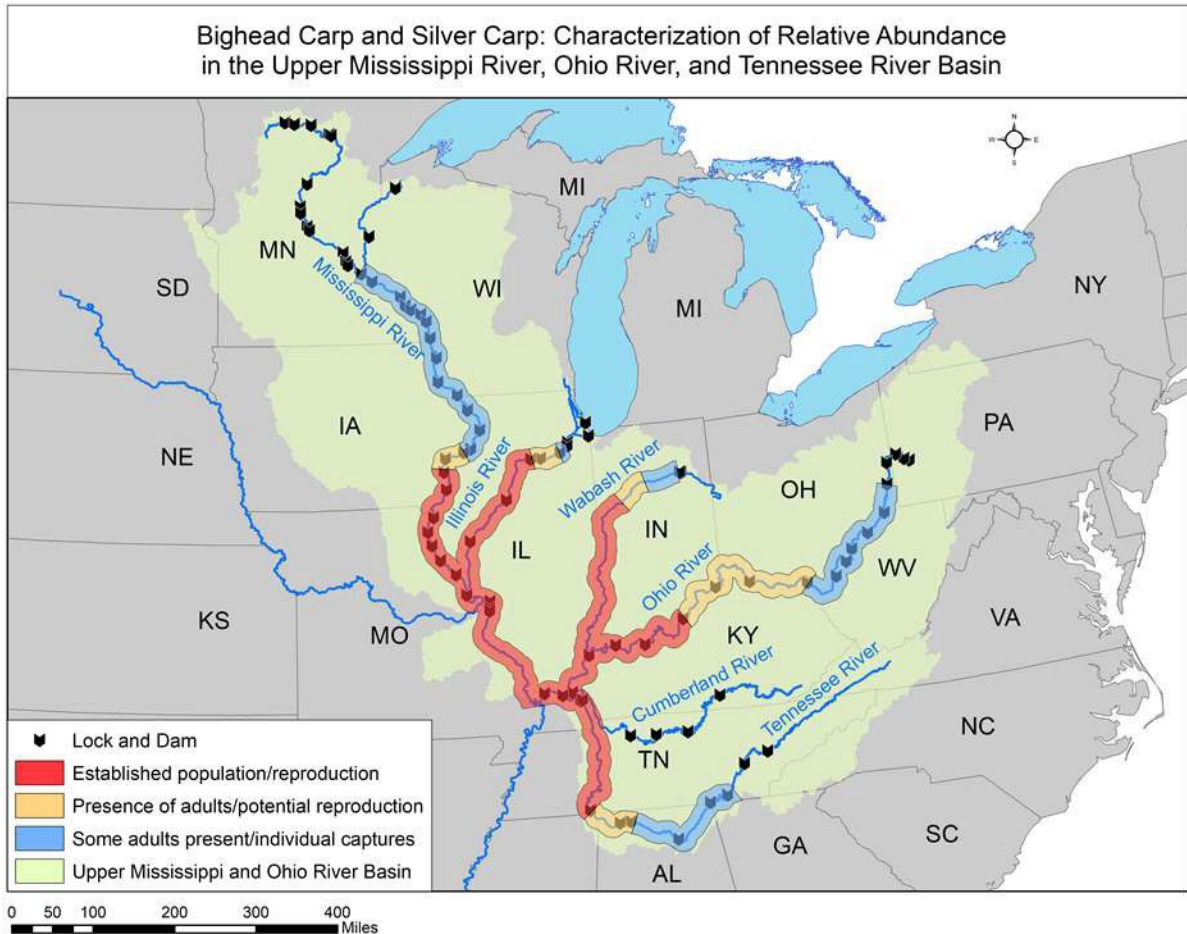 Bighead Carp and Silver Carp: Characterization of Relative Abundance
in the Upper Mississippi River, Ohio River, and Tennessee River Basin
N
W E
S
MI
MN
Mississippi River
WI
SD
MI
NY
IA
PA
NE
Illinois River
Wabash River
OH
IN
IL
Ohio River
WV
KS
MO
KY
VA
Cumberland River
Tennessee River
NC
TN
SC
GA
AL
Lock and Dam
Established population/reproduction
Presence of adults/potential reproduction
Some adults present/individual captures
Upper Mississippi and Ohio River Basin
0 50 100 200 300 400
Miles